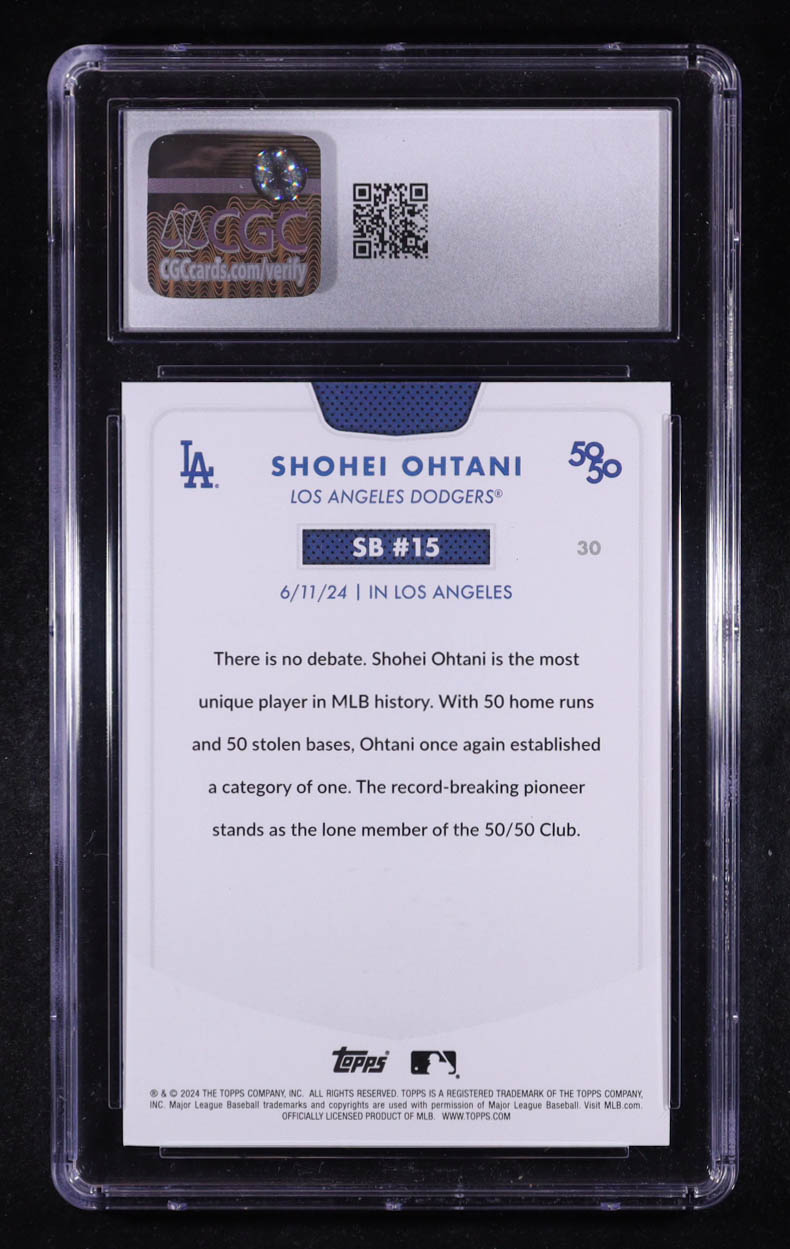 CGC
CGCcards.com/verify
LA
SHOHEI OHTANI
50
50
LOS ANGELES DODGERS®
SB #15
30
6/11/24 | IN LOS ANGELES
There is no debate. Shohei Ohtani is the most
unique player in MLB history. With 50 home runs
and 50 stolen bases, Ohtani once again established
a category of one. The record-breaking pioneer
stands as the lone member of the 50/50 Club.
topps
® & © 2024 THE TOPPS COMPANY, INC. ALL RIGHTS RESERVED. TOPPS IS A REGISTERED TRADEMARK OF THE TOPPS COMPANY,
INC. Major League Baseball trademarks and copyrights are used with permission of Major League Baseball. Visit MLB.com.
OFFICIALLY LICENSED PRODUCT OF MLB. WWW.TOPPS.COM